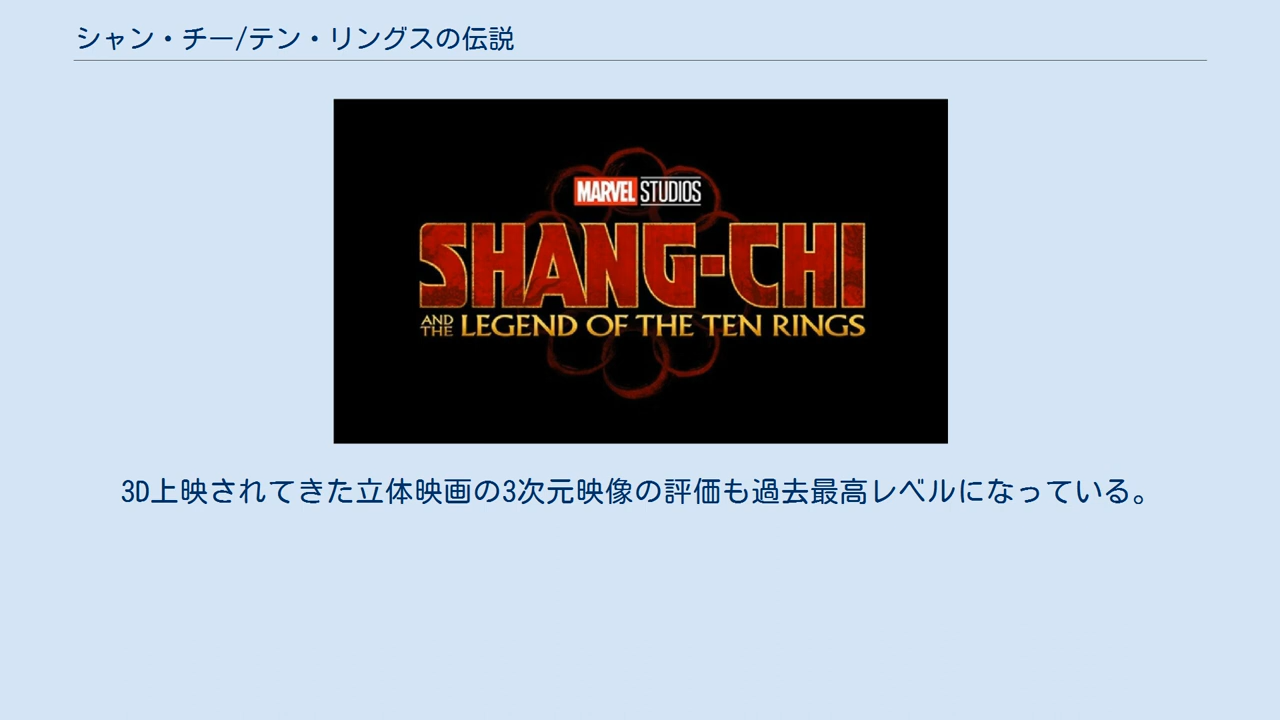 シャン・チー/テン・リングスの伝説
MARVEL STUDIOS
SHANG-CHI
AND THE LEGEND OF THE TEN RINGS
3D上映されてきた立体映画の3次元映像の評価も過去最高レベルになっている。